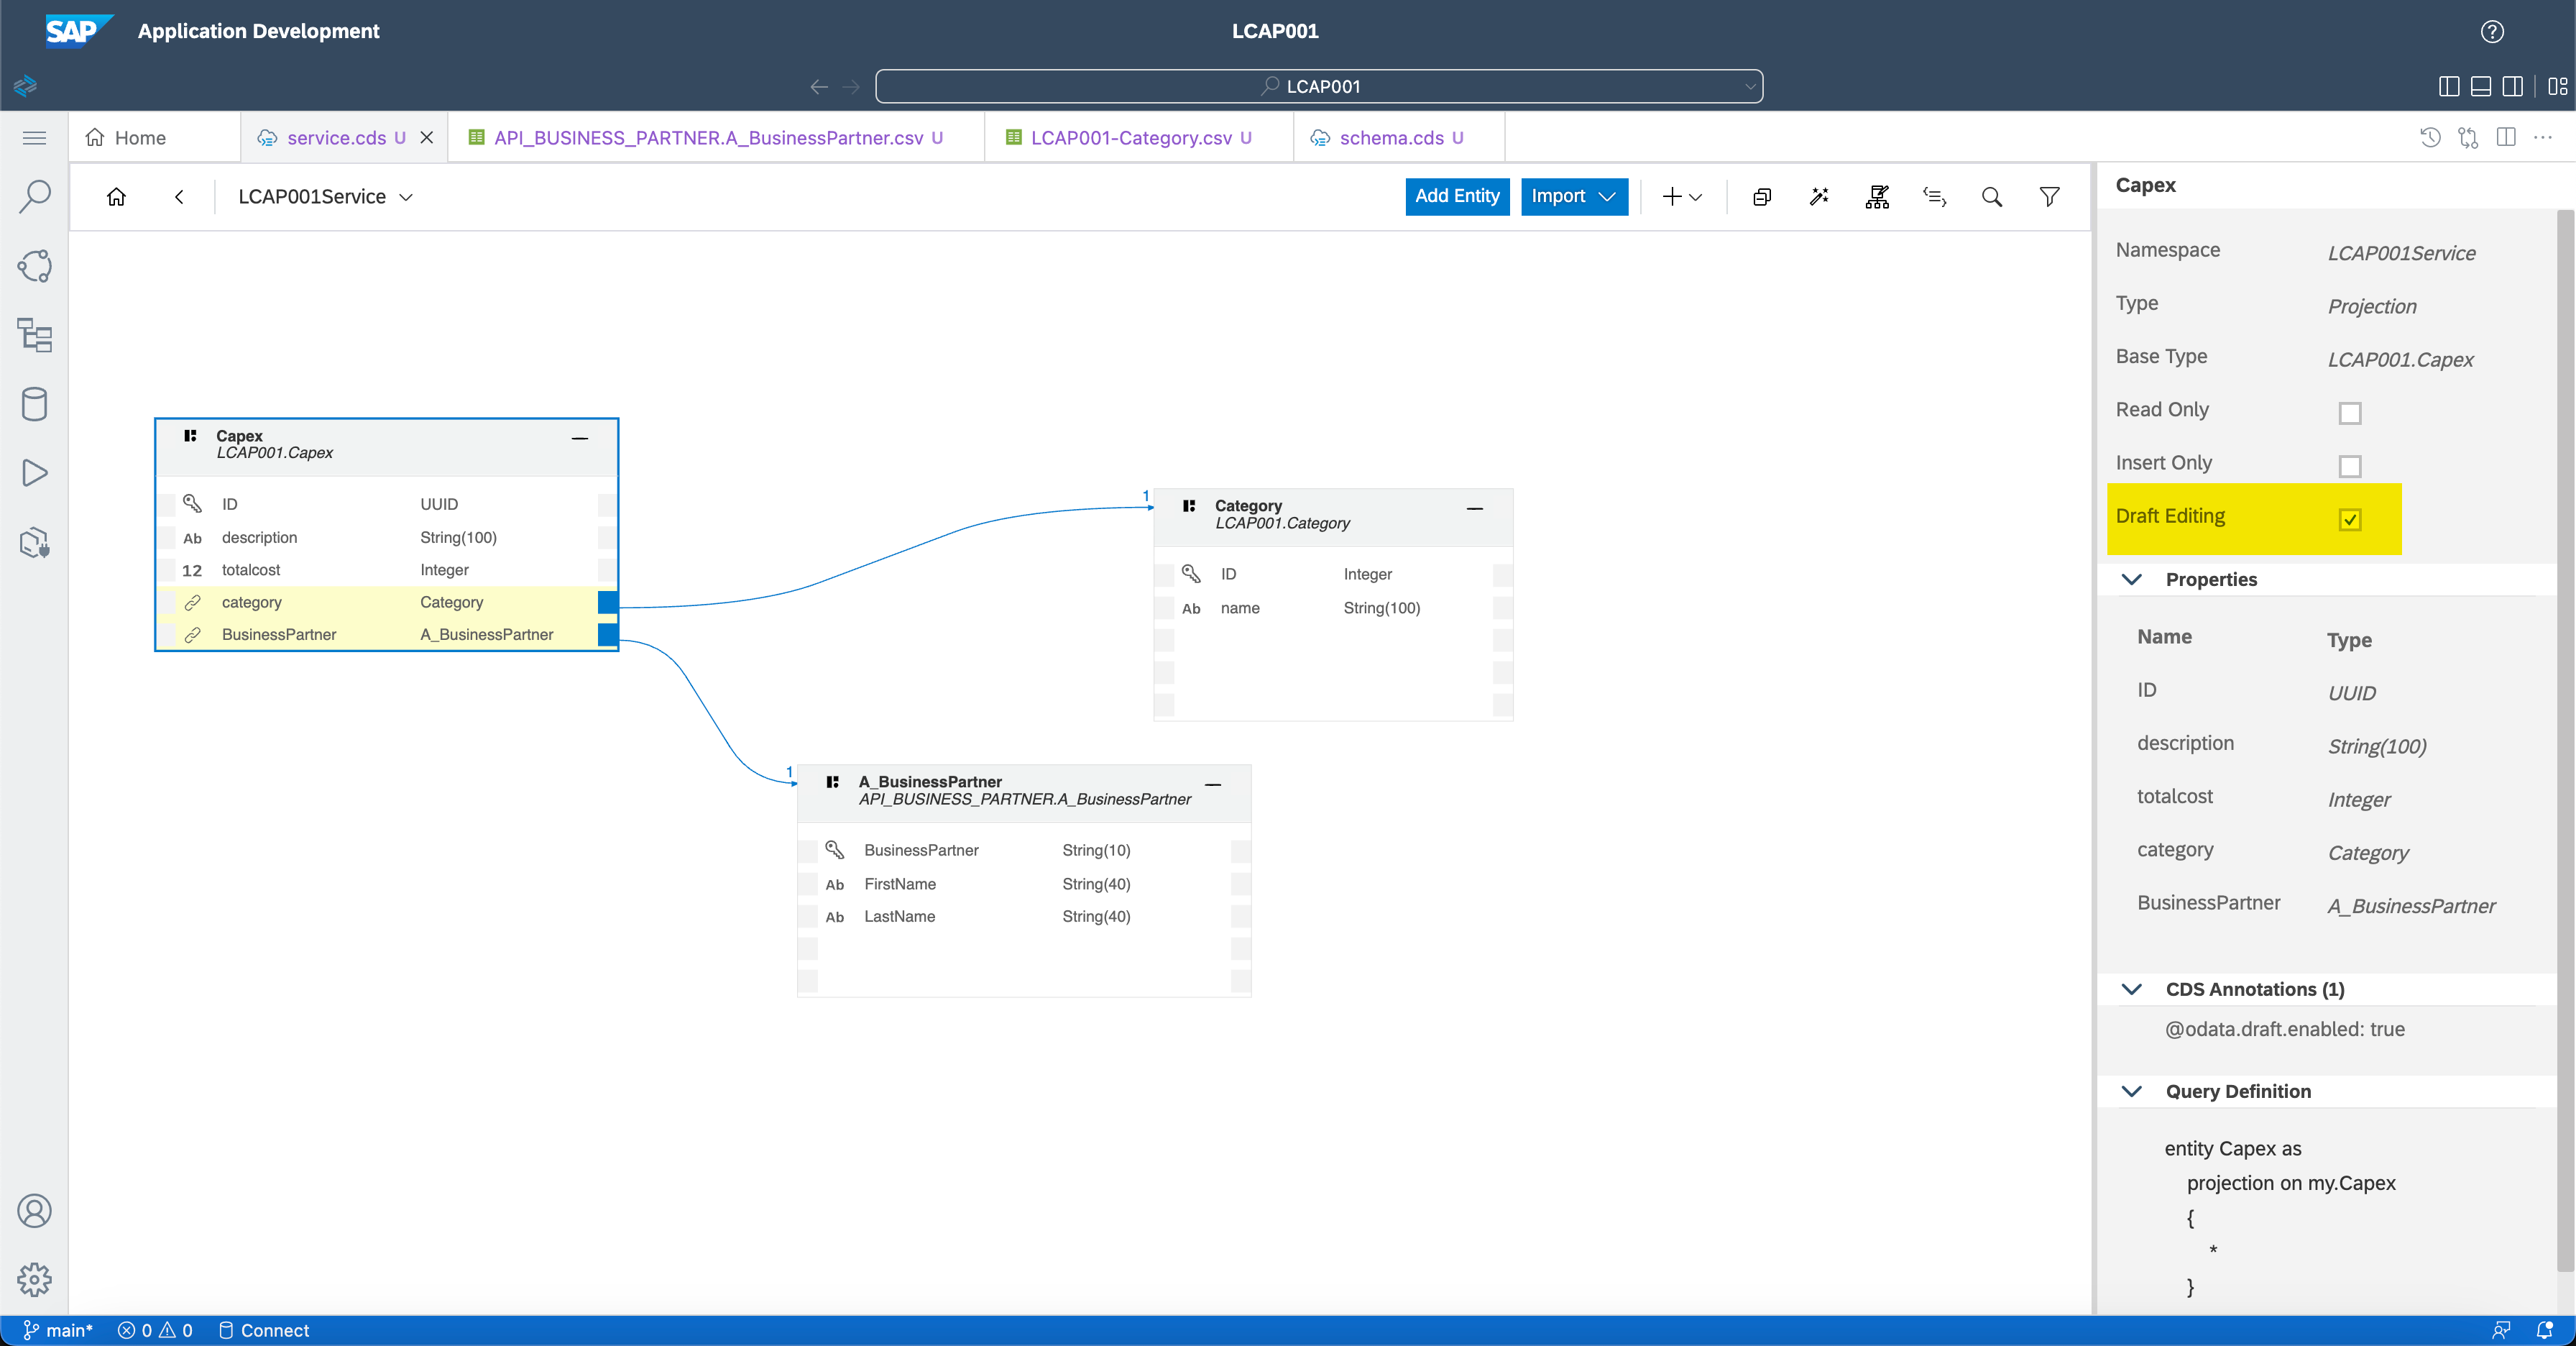 SAP Application Development
LCAP001
LCAP001
Home
service.cds U
API_BUSINESS_PARTNER.A_BusinessPartner.csv U
LCAP001-Category.csv U
schema.cds U
LCAP001Service
Add Entity
Import
Capex
LCAP001.Capex
ID UUID
Ab description String(100)
12 totalcost Integer
category Category
BusinessPartner A_BusinessPartner
1
Category
LCAP001.Category
ID Integer
Ab name String(100)
1
A_BusinessPartner
API_BUSINESS_PARTNER.A_BusinessPartner
BusinessPartner String(10)
Ab FirstName String(40)
Ab LastName String(40)
Capex
Namespace LCAP001Service
Type Projection
Base Type LCAP001.Capex
Read Only
Insert Only
Draft Editing
Properties
Name Type
ID UUID
description String(100)
totalcost Integer
category Category
BusinessPartner A_BusinessPartner
CDS Annotations (1)
@odata.draft.enabled: true
Query Definition
entity Capex as
projection on my.Capex
{
*
}
main* 0 0 Connect